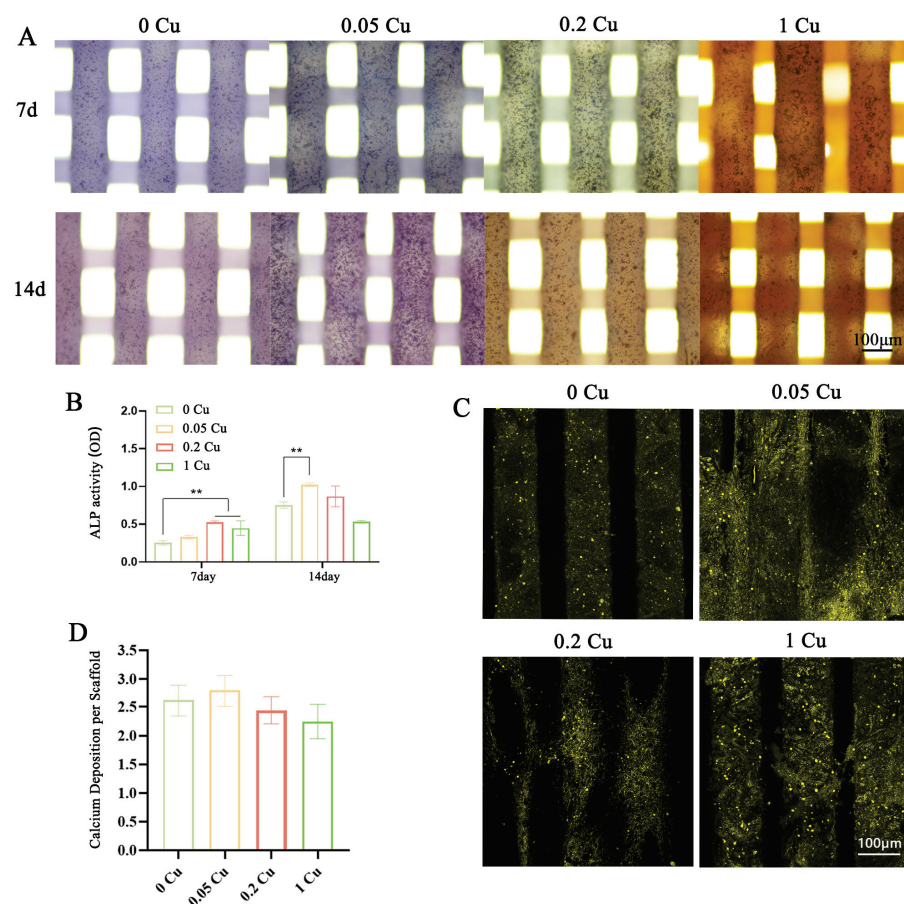 A
0 Cu 0.05 Cu 0.2 Cu 1 Cu
7d
14d
100μm
B
ALP activity (OD)
2.0
1.5
1.0
0.5
0.0
0 Cu
0.05 Cu
0.2 Cu
1 Cu
**
**
7day 14day
C
0 Cu 0.05 Cu
0.2 Cu 1 Cu
100μm
D
Calcium Deposition per Scaffold
3.5
3.0
2.5
2.0
1.5
1.0
0.5
0.0
0 Cu 0.05 Cu 0.2 Cu 1 Cu